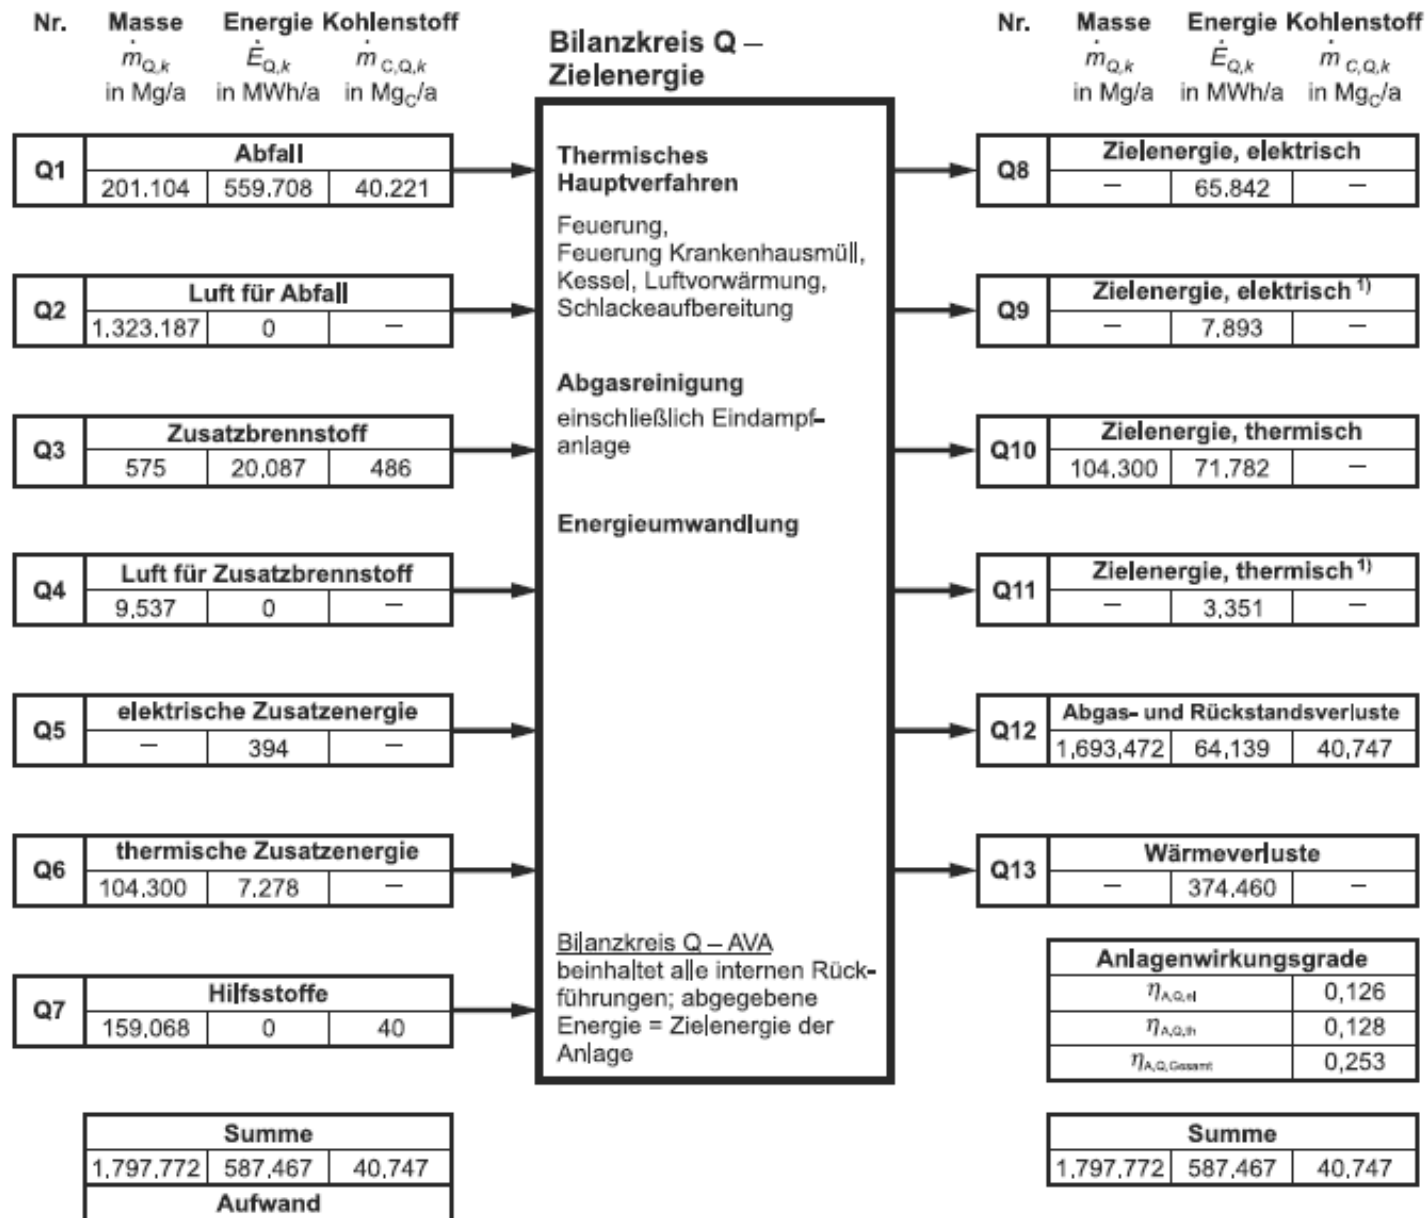 Nr. Masse Energie Kohlenstoff
ṁQ,k ĖQ,k ṁC,Q,k
in Mg/a in MWh/a in MgC/a
Q1 Abfall
201.104 559.708 40.221
Q2 Luft für Abfall
1.323.187 0 –
Q3 Zusatzbrennstoff
575 20.087 486
Q4 Luft für Zusatzbrennstoff
9.537 0 –
Q5 elektrische Zusatzenergie
– 394 –
Q6 thermische Zusatzenergie
104.300 7.278 –
Q7 Hilfsstoffe
159.068 0 40
Summe
1.797.772 587.467 40.747
Aufwand
Bilanzkreis Q –
Zielenergie
Thermisches
Hauptverfahren
Feuerung,
Feuerung Krankenhausmüll,
Kessel, Luftvorwärmung,
Schlackeaufbereitung
Abgasreinigung
einschließlich Eindampf-
anlage
Energieumwandlung
Bilanzkreis Q – AVA
beinhaltet alle internen Rück-
führungen; abgegebene
Energie = Zielenergie der
Anlage
Nr. Masse Energie Kohlenstoff
ṁQ,k ĖQ,k ṁC,Q,k
in Mg/a in MWh/a in MgC/a
Q8 Zielenergie, elektrisch
– 65.842 –
Q9 Zielenergie, elektrisch 1)
– 7.893 –
Q10 Zielenergie, thermisch
104.300 71.782 –
Q11 Zielenergie, thermisch 1)
– 3.351 –
Q12 Abgas- und Rückstandsverluste
1.693.472 64.139 40.747
Q13 Wärmeverluste
– 374.460 –
Anlagenwirkungsgrade
ηA,Q,el 0,126
ηA,Q,th 0,128
ηA,Q,Gesamt 0,253
Summe
1.797.772 587.467 40.747